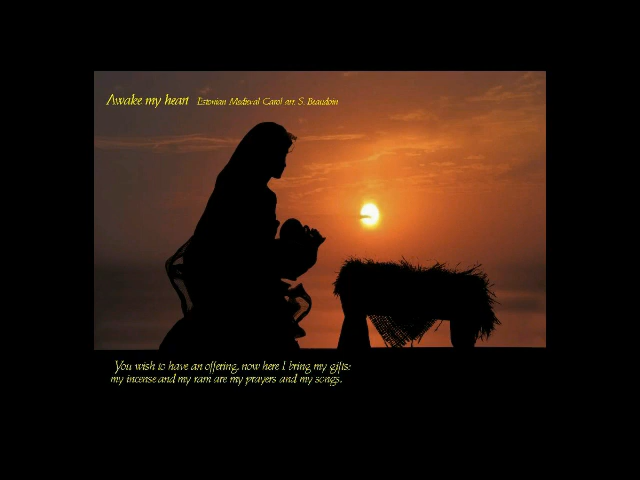 Awake my heart Estonian Medieval Carol arr. S. Beaudoin
You wish to have an offering, now here I bring my gifts:
my incense and my ram are my prayers and my songs.